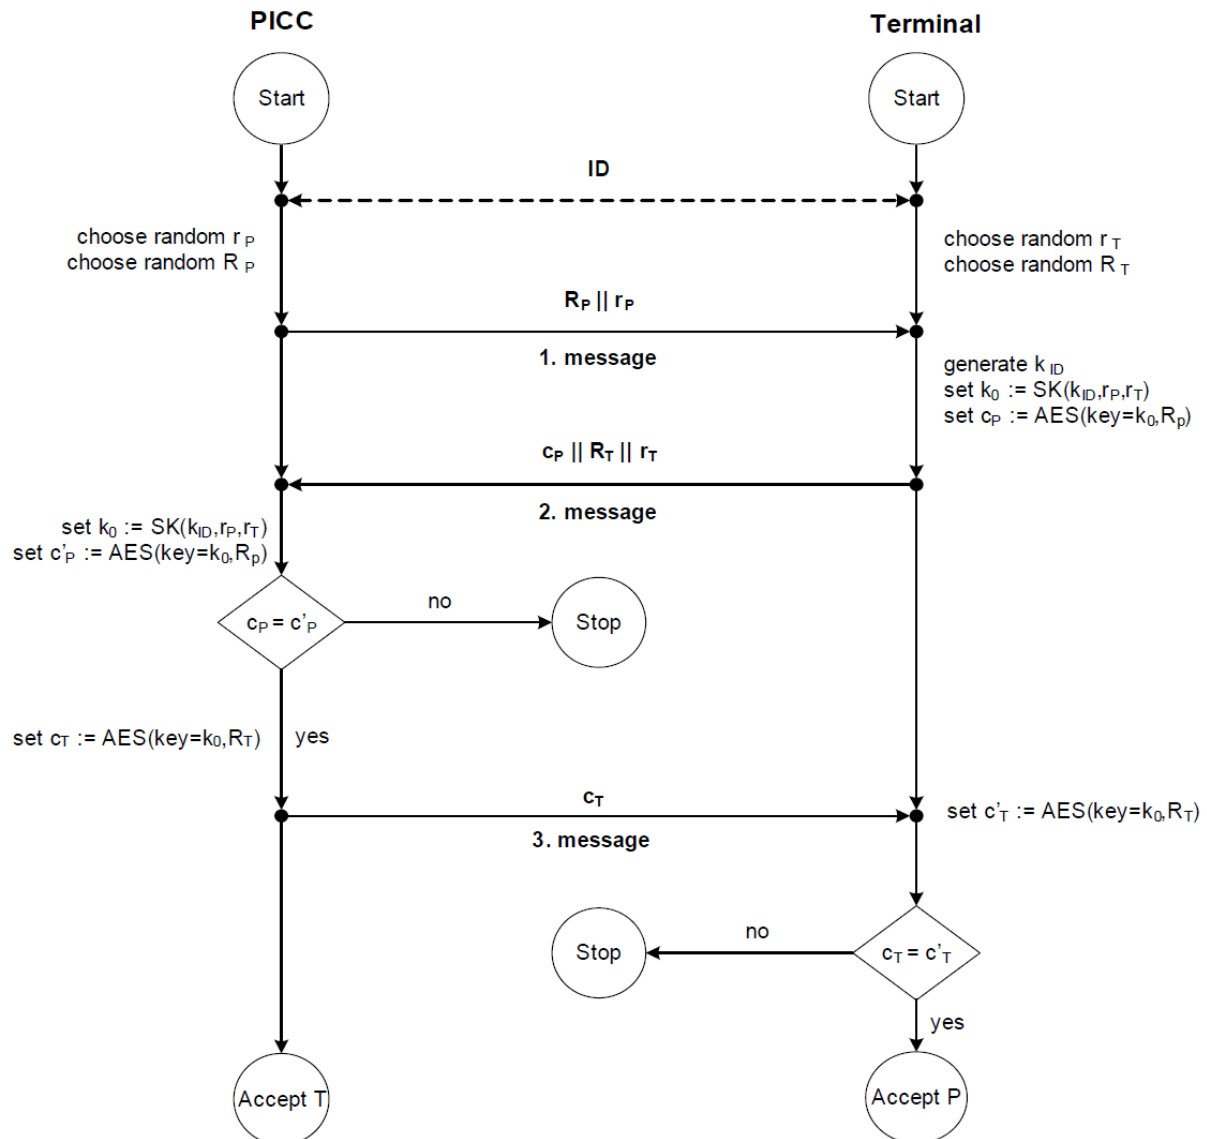 PICC
Terminal
Start
Start
ID
choose random r P
choose random R P
choose random r T
choose random R T
RP || rP
1. message
generate k ID
set k0 := SK(kID,rP,rT)
set cP := AES(key=k0,Rp)
cP || RT || rT
2. message
set k0 := SK(kID,rP,rT)
set c'P := AES(key=k0,Rp)
cP = c'P
no
Stop
set cT := AES(key=k0,RT)
yes
cT
3. message
set c'T := AES(key=k0,RT)
Stop
no
cT = c'T
yes
Accept T
Accept P